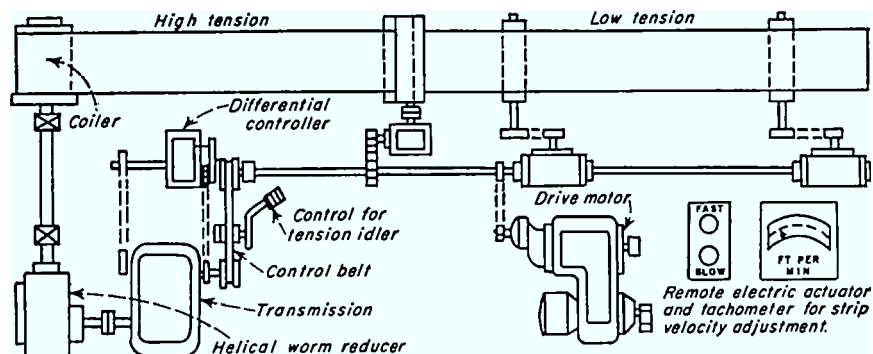 High tension
Low tension
Coiler
Differential
controller
Control for
tension idler
Control belt
Transmission
Helical worm reducer
Drive motor
FAST
SLOW
FT PER
MIN
Remote electric actuator
and tachometer for strip
velocity adjustment.